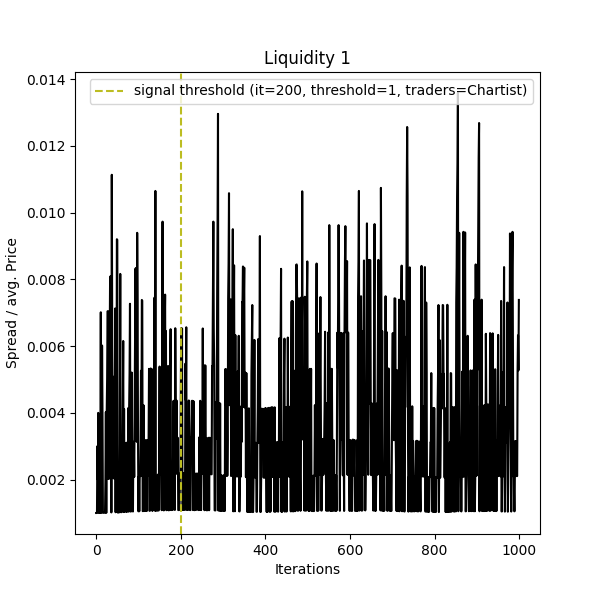 Liquidity 1
signal threshold (it=200, threshold=1, traders=Chartist)
Spread / avg. Price
0.014
0.012
0.010
0.008
0.006
0.004
0.002
0 200 400 600 800 1000
Iterations